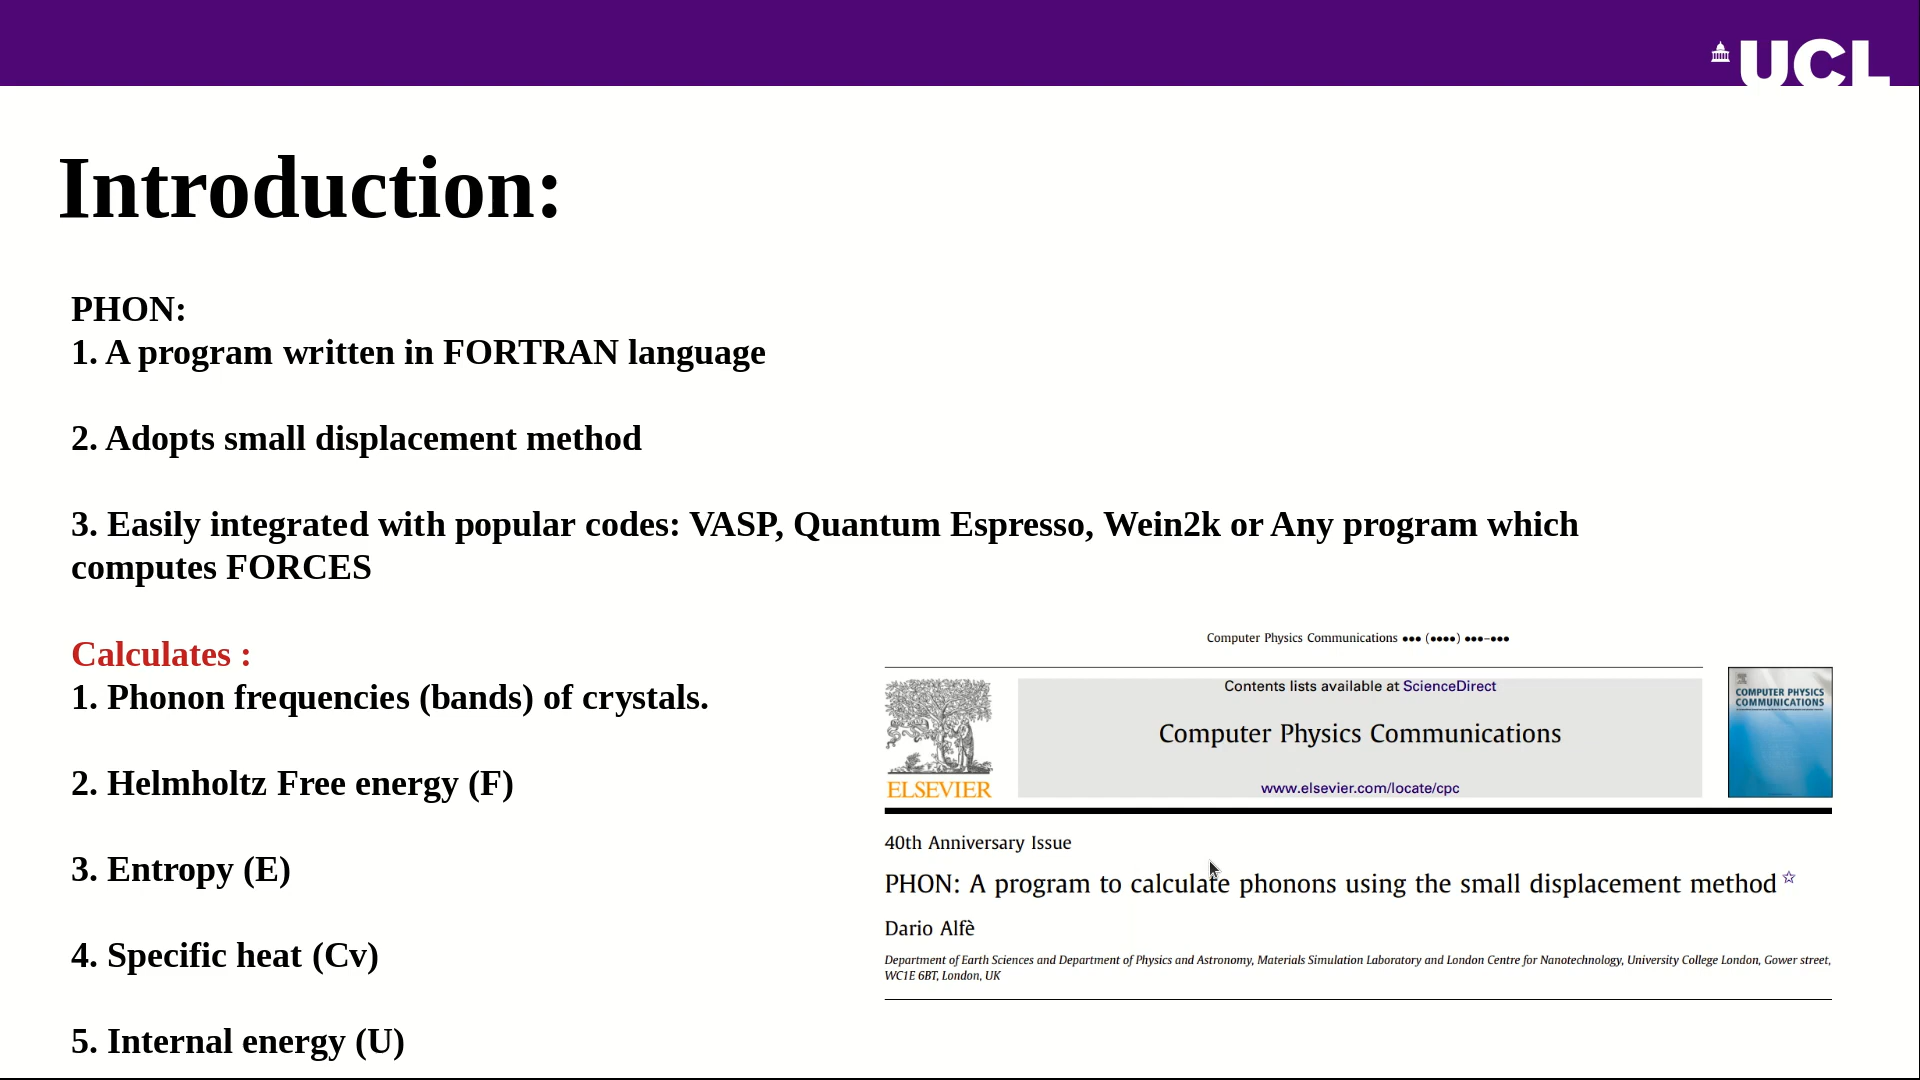 UCL
Introduction:
PHON:
1. A program written in FORTRAN language
2. Adopts small displacement method
3. Easily integrated with popular codes: VASP, Quantum Espresso, Wein2k or Any program which
computes FORCES
Calculates :
1. Phonon frequencies (bands) of crystals.
2. Helmholtz Free energy (F)
3. Entropy (E)
4. Specific heat (Cv)
5. Internal energy (U)
Computer Physics Communications ••• (••••) •••–•••
ELSEVIER
Contents lists available at ScienceDirect
Computer Physics Communications
www.elsevier.com/locate/cpc
COMPUTER PHYSICS
COMMUNICATIONS
40th Anniversary Issue
PHON: A program to calculate phonons using the small displacement method ☆
Dario Alfè
Department of Earth Sciences and Department of Physics and Astronomy, Materials Simulation Laboratory and London Centre for Nanotechnology, University College London, Gower street,
WC1E 6BT, London, UK